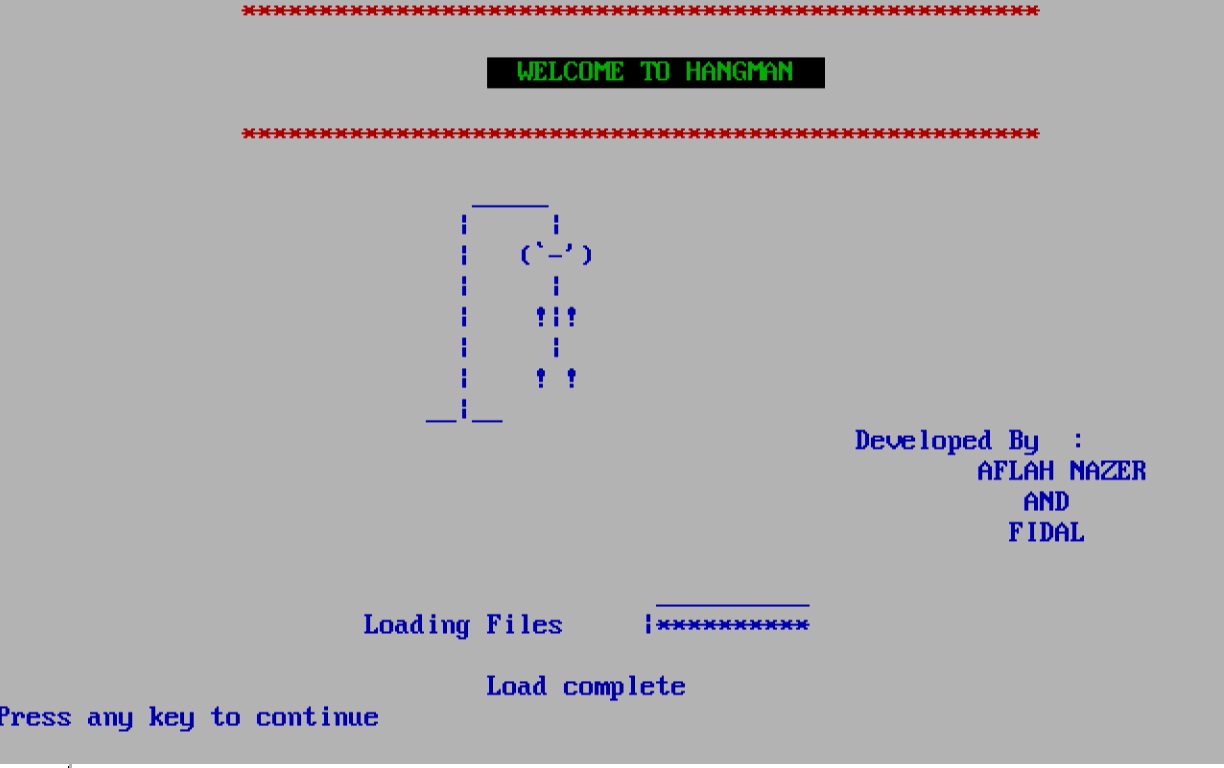 ****************************************************
WELCOME TO HANGMAN
****************************************************
(`-')
Developed By :
AFLAH NAZER
AND
FIDAL
Loading Files |**********
Load complete
Press any key to continue